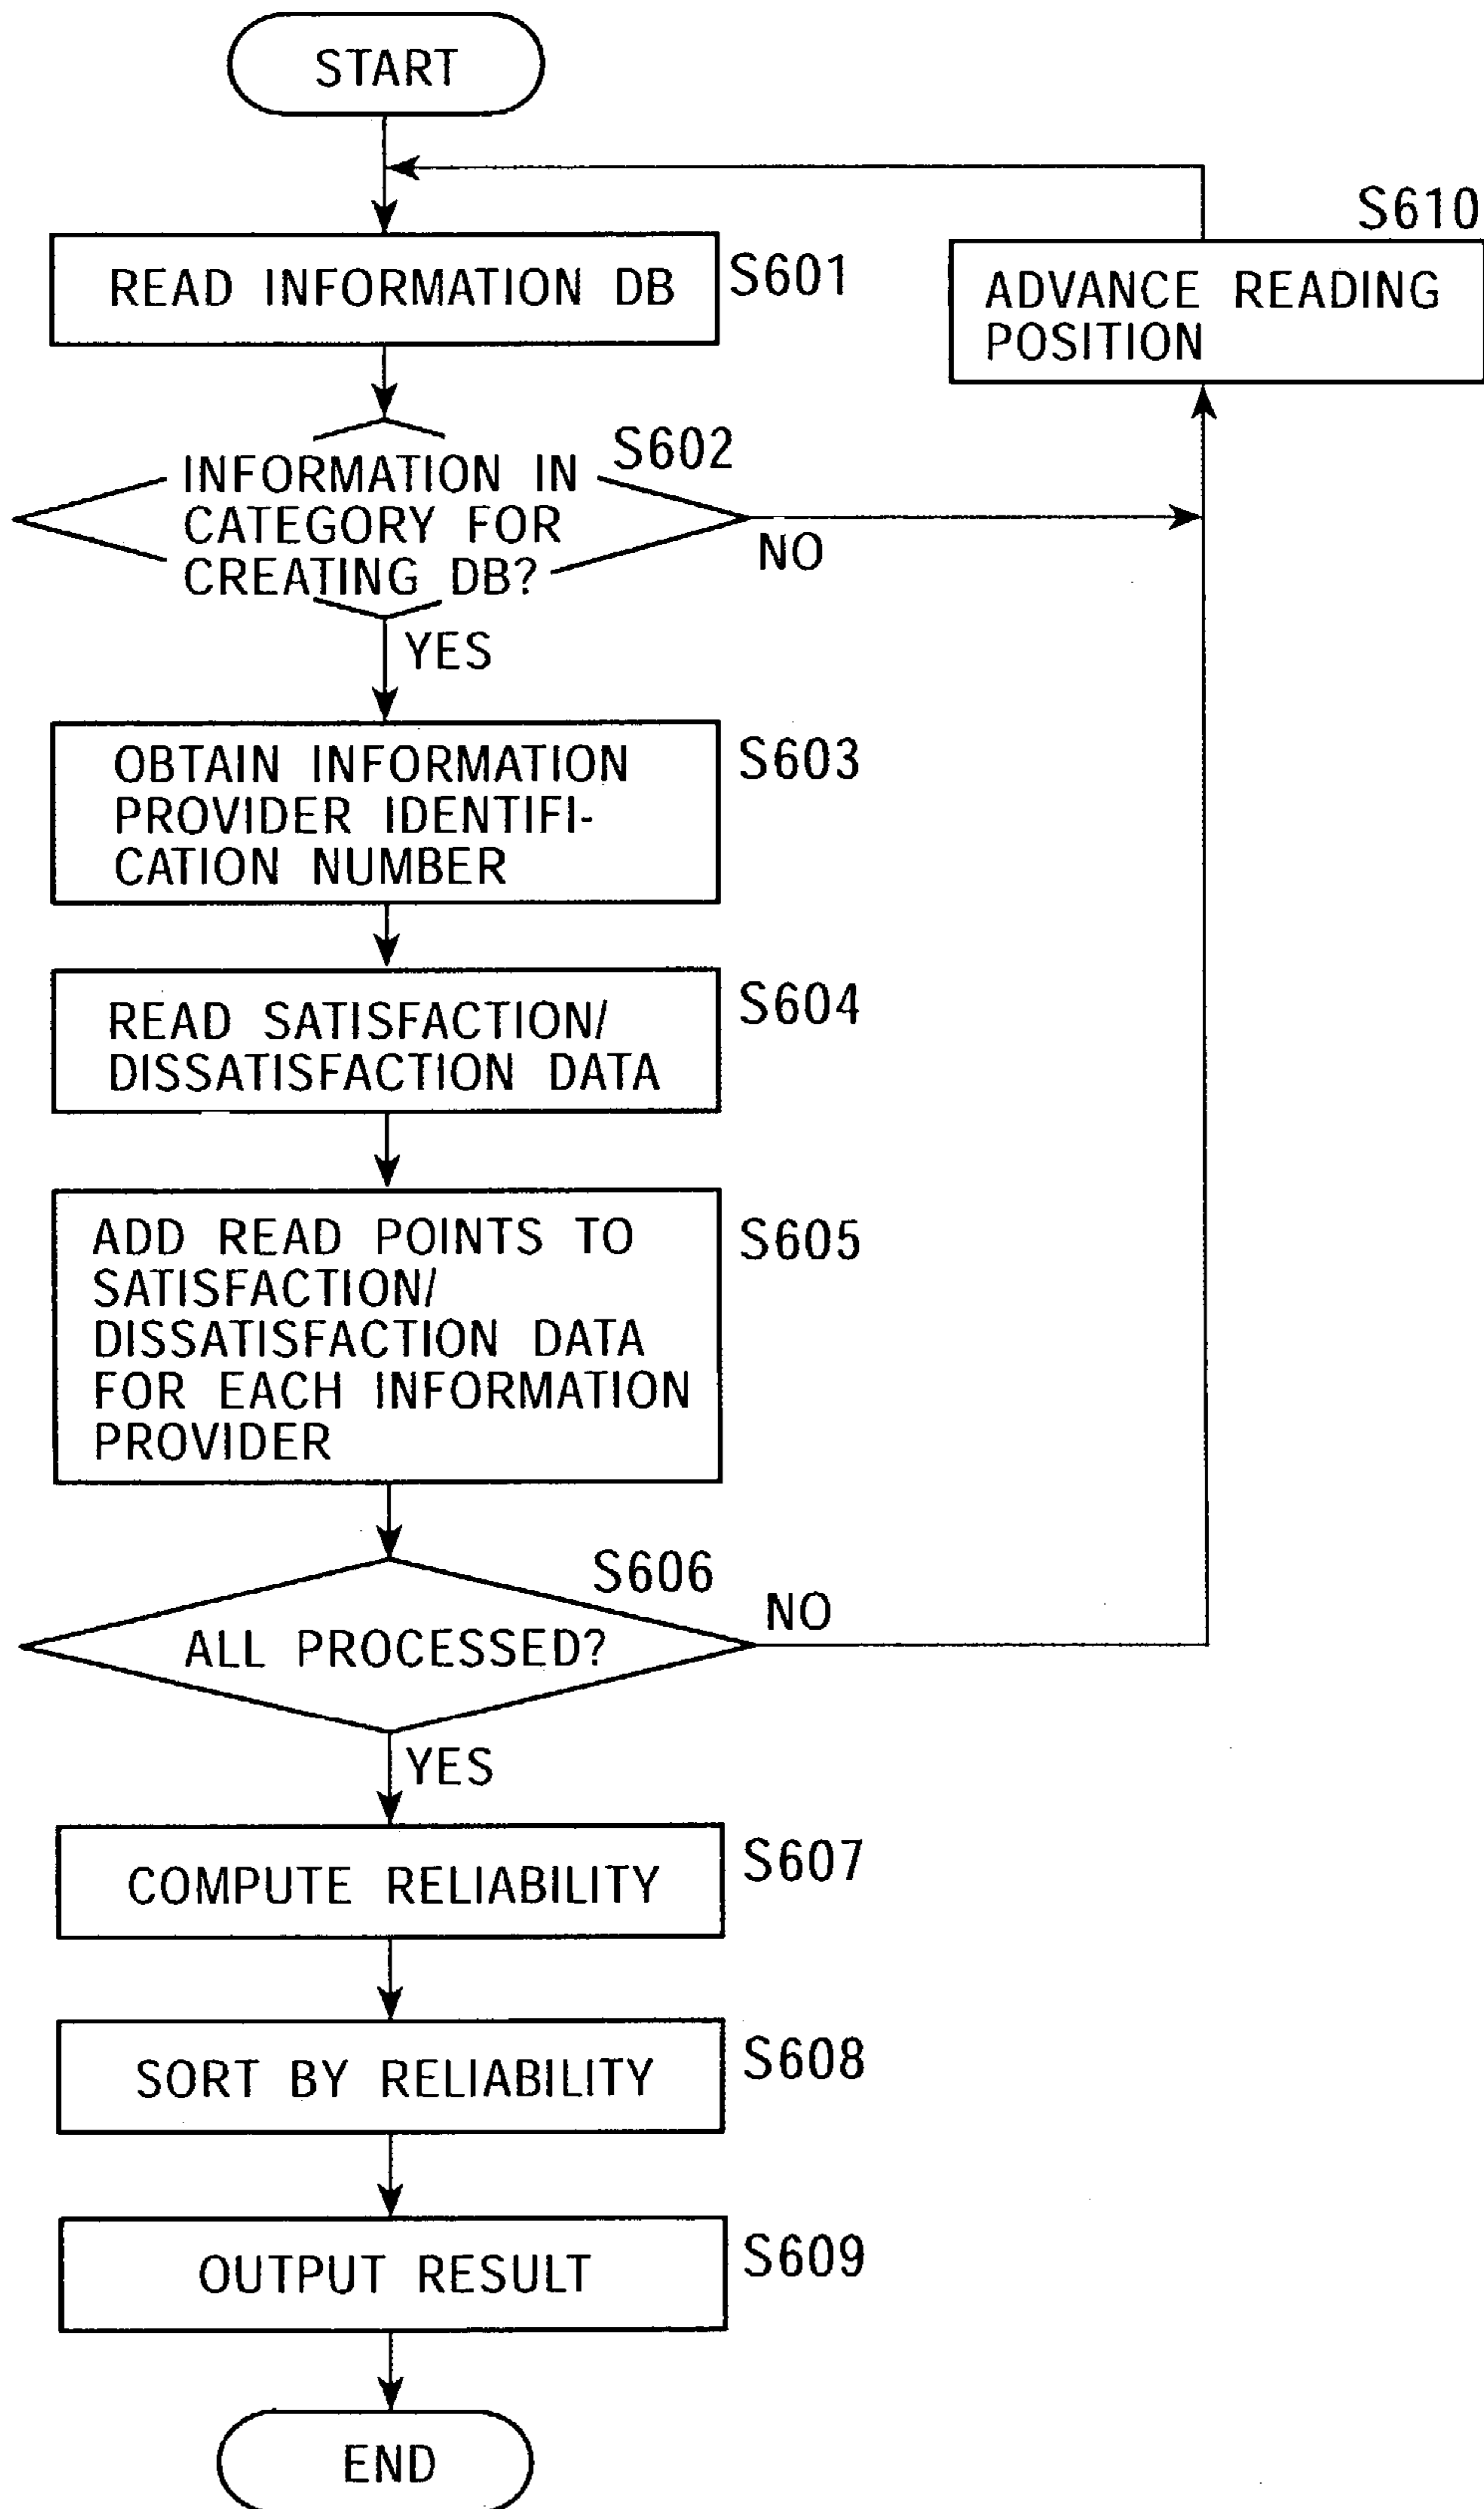 START
S610
READ INFORMATION DB
S601
ADVANCE READING
POSITION
S602
INFORMATION IN
CATEGORY FOR
CREATING DB?
NO
YES
OBTAIN INFORMATION
PROVIDER IDENTIFI-
CATION NUMBER
S603
READ SATISFACTION/
DISSATISFACTION DATA
S604
ADD READ POINTS TO
SATISFACTION/
DISSATISFACTION DATA
FOR EACH INFORMATION
PROVIDER
S605
S606
ALL PROCESSED?
NO
YES
COMPUTE RELIABILITY
S607
SORT BY RELIABILITY
S608
OUTPUT RESULT
S609
END